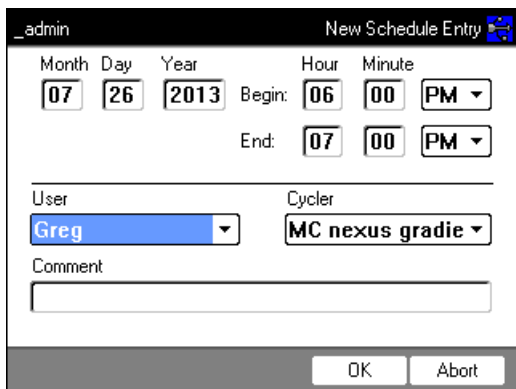 _admin New Schedule Entry
Month Day Year Hour Minute
07 26 2013 Begin: 06 00 PM
End: 07 00 PM
User Cycler
Greg MC nexus gradie
Comment
OK Abort